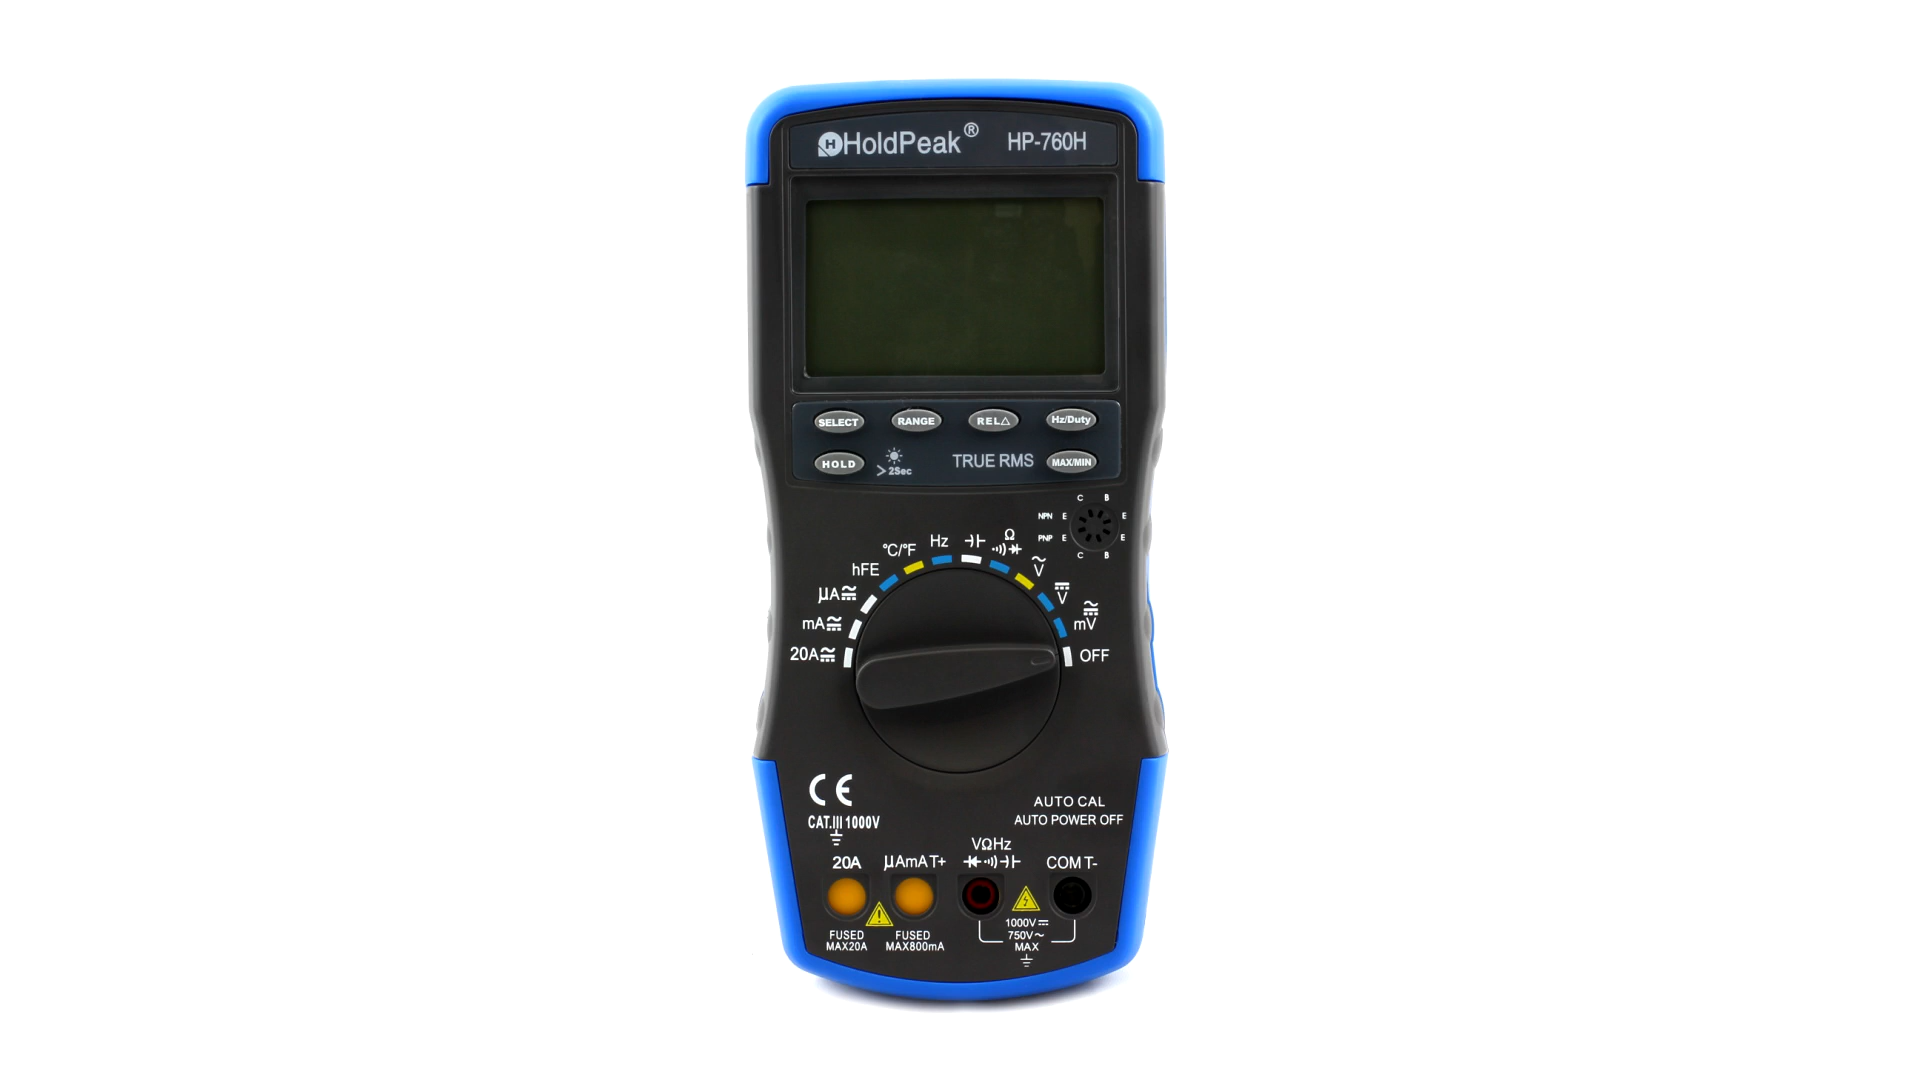 HoldPeak® HP-760H
SELECT RANGE REL△ Hz/Duty
HOLD >2Sec TRUE RMS MAX/MIN
C B
NPN E E
PNP E E
C B
hFE °C/°F Hz Ω
μA V
mA V
20A mV
OFF
CE
CAT.III 1000V
AUTO CAL
AUTO POWER OFF
VΩHz
20A μAmA T+ COM T-
FUSED FUSED
MAX20A MAX800mA
1000V
750V~
MAX